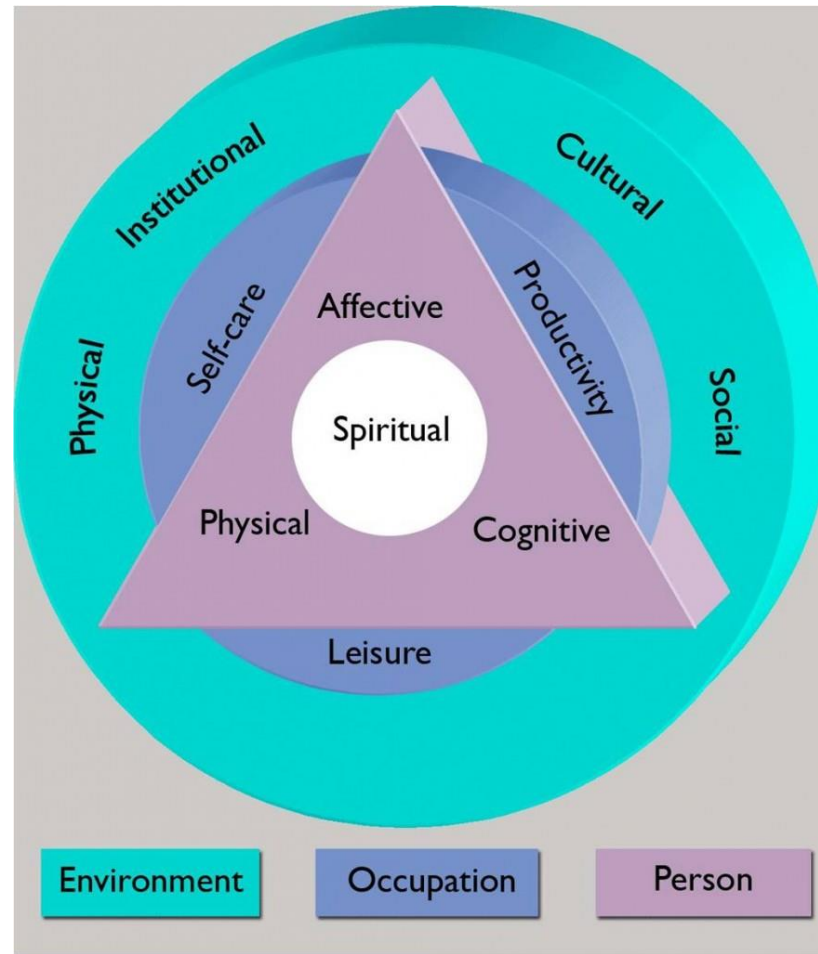 Institutional
Cultural
Physical
Self-care
Affective
Productivity
Social
Spiritual
Physical
Cognitive
Leisure
Environment
Occupation
Person